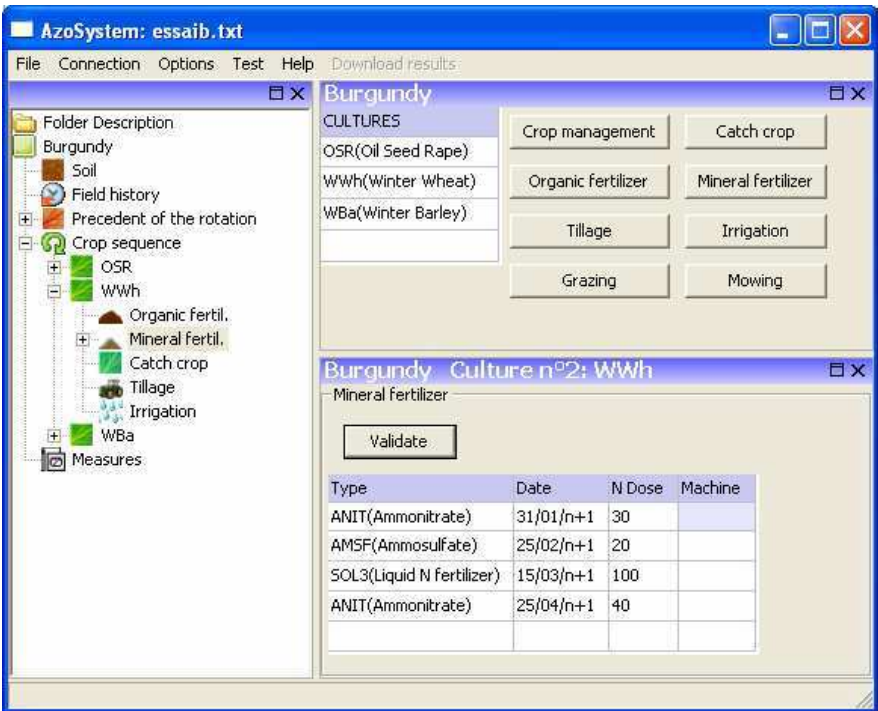 AzoSystem: essaib.txt
File Connection Options Test Help Download results
Folder Description
Burgundy
Soil
Field history
Precedent of the rotation
Crop sequence
OSR
WWh
Organic fertil.
Mineral fertil.
Catch crop
Tillage
Irrigation
WBa
Measures
Burgundy
CULTURES
OSR(Oil Seed Rape)
WWh(Winter Wheat)
WBa(Winter Barley)
Crop management Catch crop
Organic fertilizer Mineral fertilizer
Tillage Irrigation
Grazing Mowing
Burgundy Culture nº2: WWh
Mineral fertilizer
Validate
Type Date N Dose Machine
ANIT(Ammonitrate) 31/01/n+1 30
AMSF(Ammosulfate) 25/02/n+1 20
SOL3(Liquid N fertilizer) 15/03/n+1 100
ANIT(Ammonitrate) 25/04/n+1 40